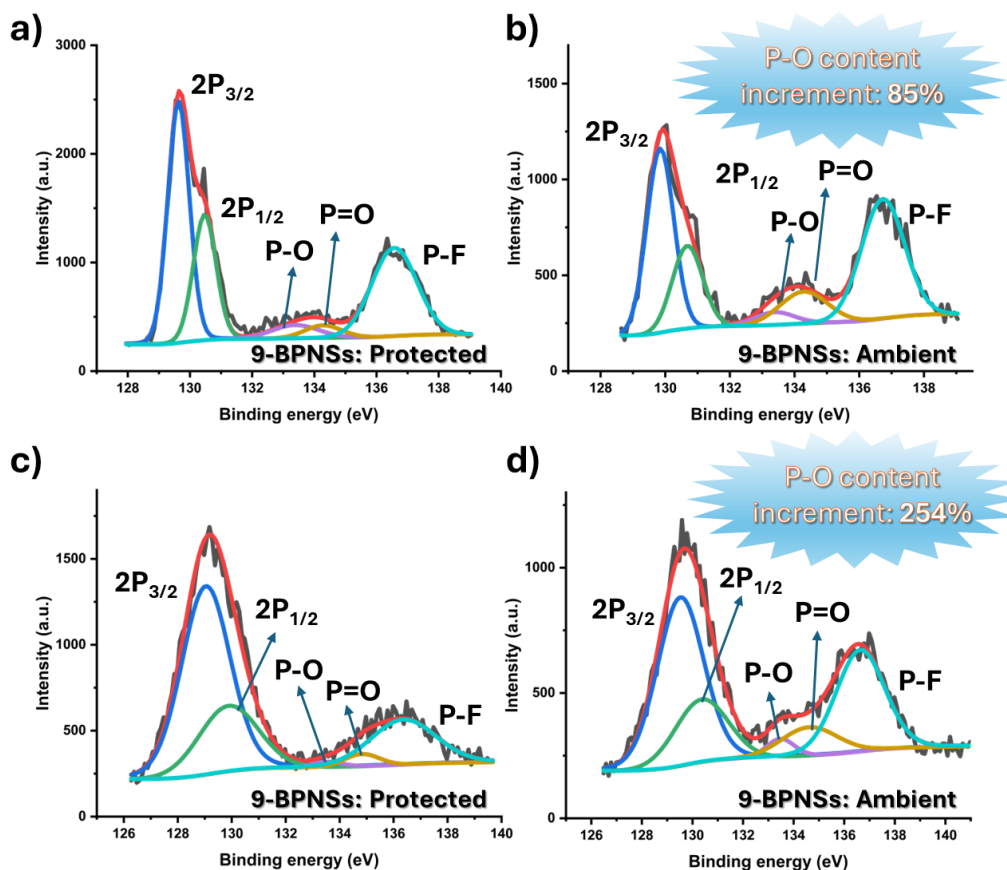 a)
3000
2000
1000
0
Intensity (a.u.)
2P3/2
2P1/2
P-O
P=O
P-F
9-BPNSs: Protected
128 130 132 134 136 138 140
Binding energy (eV)
b)
P-O content
increment: 85%
1500
1000
500
0
Intensity (a.u.)
2P3/2
2P1/2
P=O
P-O
P-F
9-BPNSs: Ambient
128 130 132 134 136 138
Binding energy (eV)
c)
1500
1000
500
0
Intensity (a.u.)
2P3/2
2P1/2
P-O
P=O
P-F
9-BPNSs: Protected
126 128 130 132 134 136 138 140
Binding energy (eV)
d)
P-O content
increment: 254%
1000
500
0
Intensity (a.u.)
2P3/2
2P1/2
P=O
P-O
P-F
9-BPNSs: Ambient
126 128 130 132 134 136 138 140
Binding energy (eV)